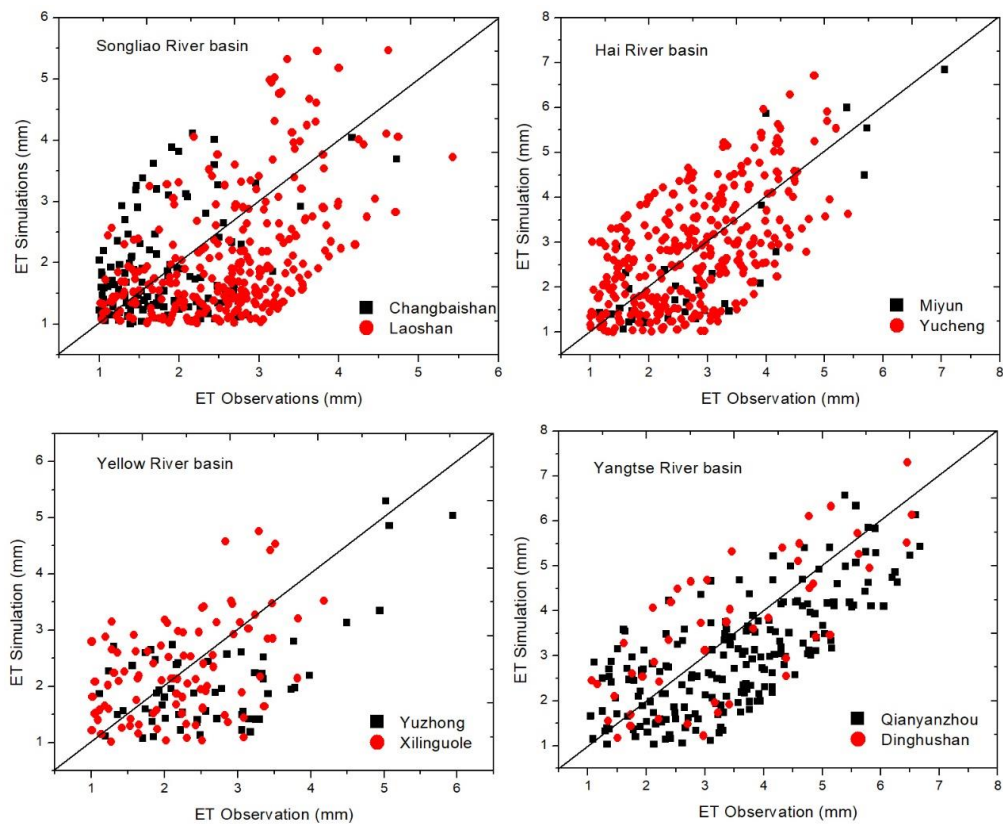 Songliao River basin
ET Simulations (mm)
6
5
4
3
2
1
Changbaishan
Laoshan
1 2 3 4 5 6
ET Observations (mm)
Hai River basin
ET Simulation (mm)
8
7
6
5
4
3
2
1
Miyun
Yucheng
1 2 3 4 5 6 7 8
ET Observation (mm)
Yellow River basin
ET Simulation (mm)
6
5
4
3
2
1
Yuzhong
Xilinguole
1 2 3 4 5 6
ET Observation (mm)
Yangtse River basin
ET Simulation (mm)
8
7
6
5
4
3
2
1
Qianyanzhou
Dinghushan
1 2 3 4 5 6 7 8
ET Observation (mm)